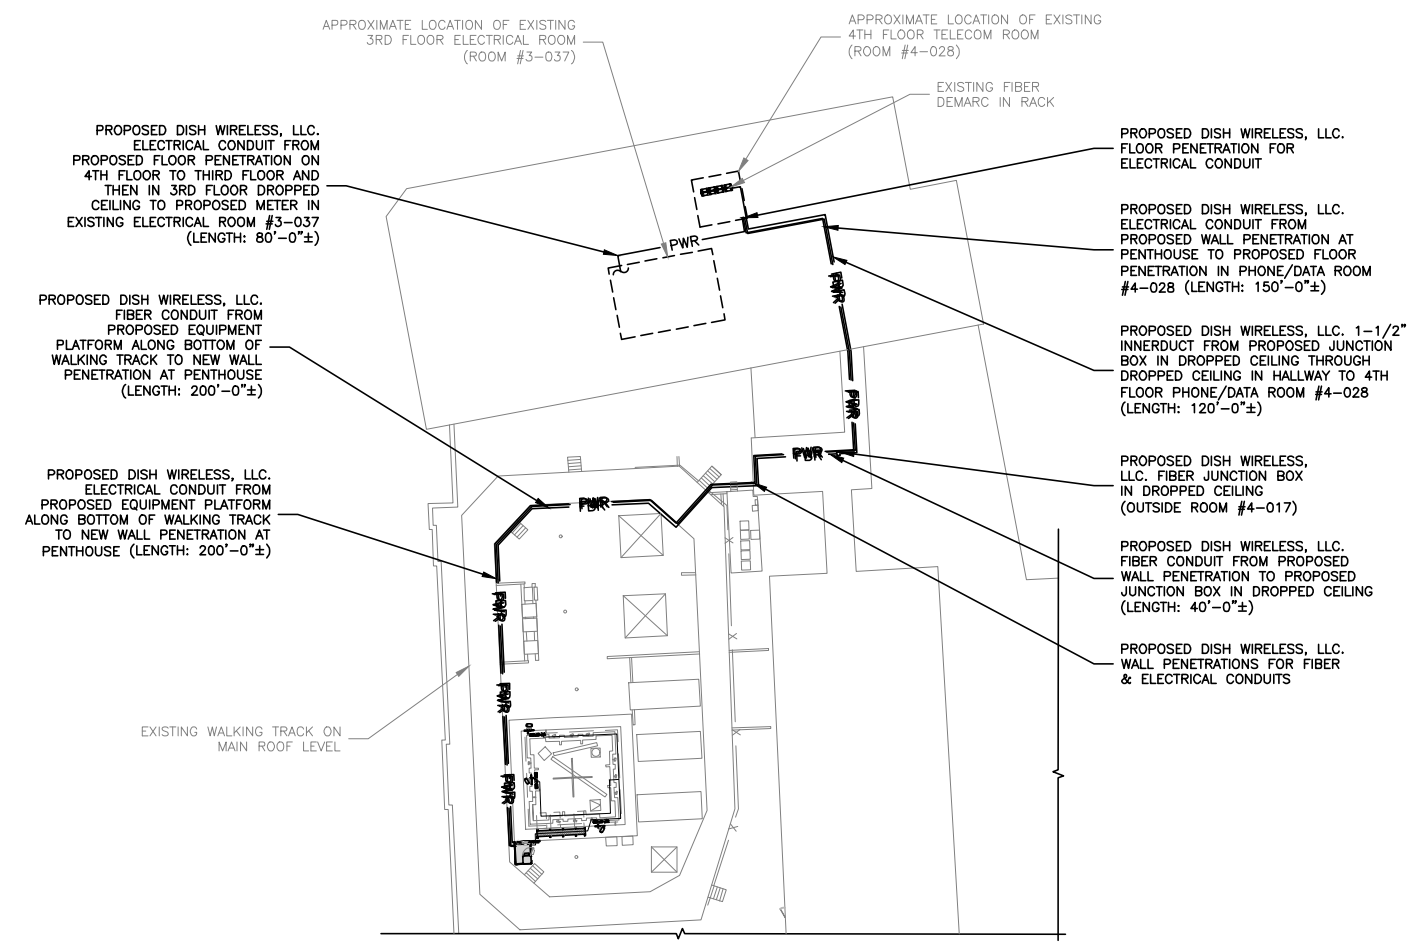 APPROXIMATE LOCATION OF EXISTING
3RD FLOOR ELECTRICAL ROOM
(ROOM #3-037)
APPROXIMATE LOCATION OF EXISTING
4TH FLOOR TELECOM ROOM
(ROOM #4-028)
EXISTING FIBER
DEMARC IN RACK
PROPOSED DISH WIRELESS, LLC.
ELECTRICAL CONDUIT FROM
PROPOSED FLOOR PENETRATION ON
4TH FLOOR TO THIRD FLOOR AND
THEN IN 3RD FLOOR DROPPED
CEILING TO PROPOSED METER IN
EXISTING ELECTRICAL ROOM #3-037
(LENGTH: 80'-0"±)
PROPOSED DISH WIRELESS, LLC.
FIBER CONDUIT FROM
PROPOSED EQUIPMENT
PLATFORM ALONG BOTTOM OF
WALKING TRACK TO NEW WALL
PENETRATION AT PENTHOUSE
(LENGTH: 200'-0"±)
PROPOSED DISH WIRELESS, LLC.
ELECTRICAL CONDUIT FROM
PROPOSED EQUIPMENT PLATFORM
ALONG BOTTOM OF WALKING TRACK
TO NEW WALL PENETRATION AT
PENTHOUSE (LENGTH: 200'-0"±)
EXISTING WALKING TRACK ON
MAIN ROOF LEVEL
PWR
PROPOSED DISH WIRELESS, LLC.
FLOOR PENETRATION FOR
ELECTRICAL CONDUIT
PROPOSED DISH WIRELESS, LLC.
ELECTRICAL CONDUIT FROM
PROPOSED WALL PENETRATION AT
PENTHOUSE TO PROPOSED FLOOR
PENETRATION IN PHONE/DATA ROOM
#4-028 (LENGTH: 150'-0"±)
PROPOSED DISH WIRELESS, LLC. 1-1/2"
INNERDUCT FROM PROPOSED JUNCTION
BOX IN DROPPED CEILING THROUGH
DROPPED CEILING IN HALLWAY TO 4TH
FLOOR PHONE/DATA ROOM #4-028
(LENGTH: 120'-0"±)
PROPOSED DISH WIRELESS,
LLC. FIBER JUNCTION BOX
IN DROPPED CEILING
(OUTSIDE ROOM #4-017)
PROPOSED DISH WIRELESS, LLC.
FIBER CONDUIT FROM PROPOSED
WALL PENETRATION TO PROPOSED
JUNCTION BOX IN DROPPED CEILING
(LENGTH: 40'-0"±)
PROPOSED DISH WIRELESS, LLC.
WALL PENETRATIONS FOR FIBER
& ELECTRICAL CONDUITS